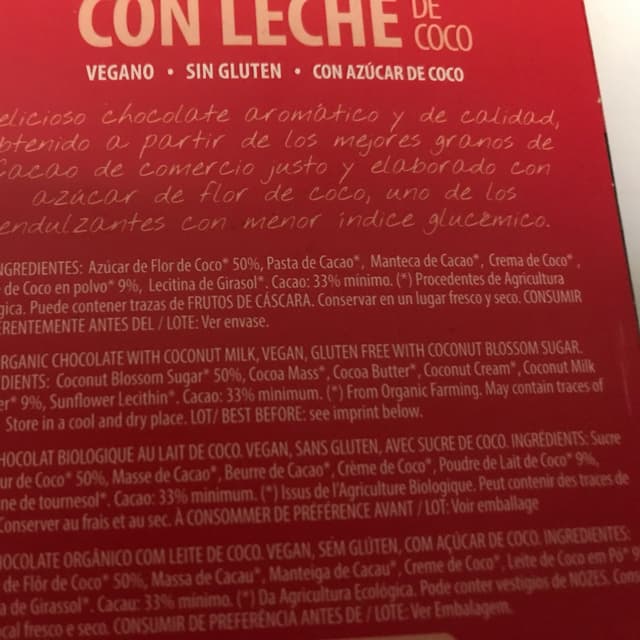 CON LECHE DE COCO
VEGANO • SIN GLUTEN • CON AZÚCAR DE COCO
elicioso chocolate aromático y de calidad,
btenido a partir de los mejores granos de
Cacao de comercio justo y elaborado con
azúcar de flor de coco, uno de los
endulzantes con menor índice glucémico.
NGREDIENTES: Azúcar de Flor de Coco* 50%, Pasta de Cacao*, Manteca de Cacao*, Crema de Coco*,
de Coco en polvo* 9%, Lecitina de Girasol*. Cacao: 33% mínimo. (*) Procedentes de Agricultura
gica. Puede contener trazas de FRUTOS DE CÁSCARA. Conservar en un lugar fresco y seco. CONSUMIR
ERENTEMENTE ANTES DEL / LOTE: Ver envase.
ORGANIC CHOCOLATE WITH COCONUT MILK, VEGAN, GLUTEN FREE WITH COCONUT BLOSSOM SUGAR.
DIENTS: Coconut Blossom Sugar* 50%, Cocoa Mass*, Cocoa Butter*, Coconut Cream*, Coconut Milk
er* 9%, Sunflower Lecithin*. Cacao: 33% minimum. (*) From Organic Farming. May contain traces of
Store in a cool and dry place. LOT/ BEST BEFORE: see imprint below.
HOCOLAT BIOLOGIQUE AU LAIT DE COCO. VEGAN, SANS GLUTEN, AVEC SUCRE DE COCO. INGRÉDIENTS: Sucre
ur de Coco* 50%, Masse de Cacao*, Beurre de Cacao*, Crème de Coco*, Poudre de Lait de Coco* 9%,
ne de tournesol*. Cacao: 33% minimum. (*) Issus de l'Agriculture Biologique. Peut contenir des traces de
Conserver au frais et au sec. À CONSOMMER DE PRÉFÉRENCE AVANT / LOT: Voir emballage
HOCOLATE ORGÂNICO COM LEITE DE COCO. VEGAN, SEM GLÚTEN, COM AÇÚCAR DE COCO. INGREDIENTES:
de Flôr de Coco* 50%, Massa de Cacau*, Manteiga de Cacau*, Creme de Coco*, Leite de Coco em Pó* 9
a de Girassol*. Cacau: 33% mínimo. (*) Da Agricultura Ecológica. Pode conter vestígios de NOZES. Con
cal fresco e seco. CONSUMIR DE PREFERÊNCIA ANTES DE / LOTE: Ver Embalagem.